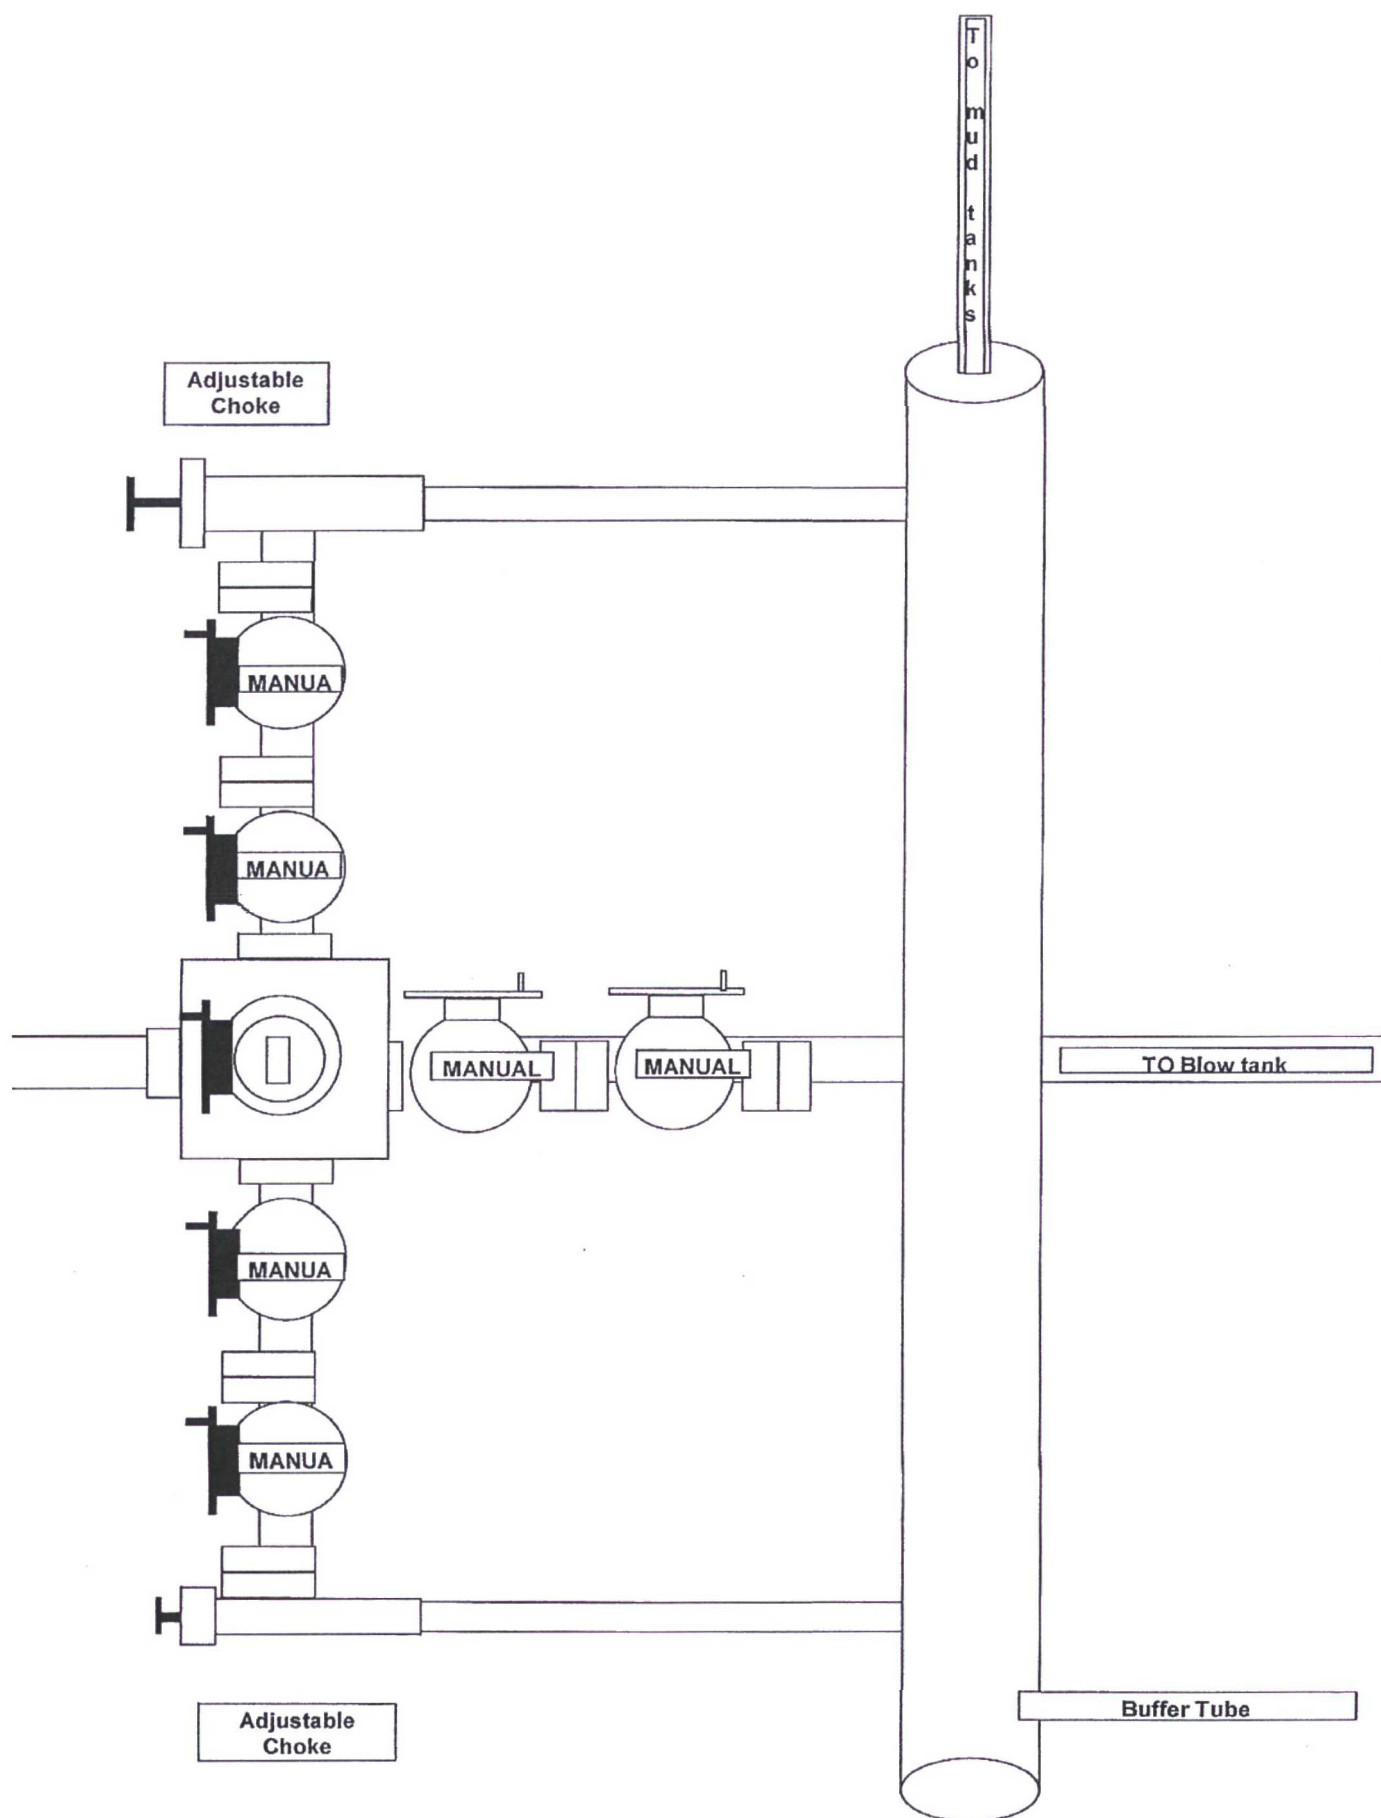 To mud tanks
Adjustable
Choke
MANUA
MANUA
MANUAL
MANUAL
TO Blow tank
MANUA
MANUA
Buffer Tube
Adjustable
Choke